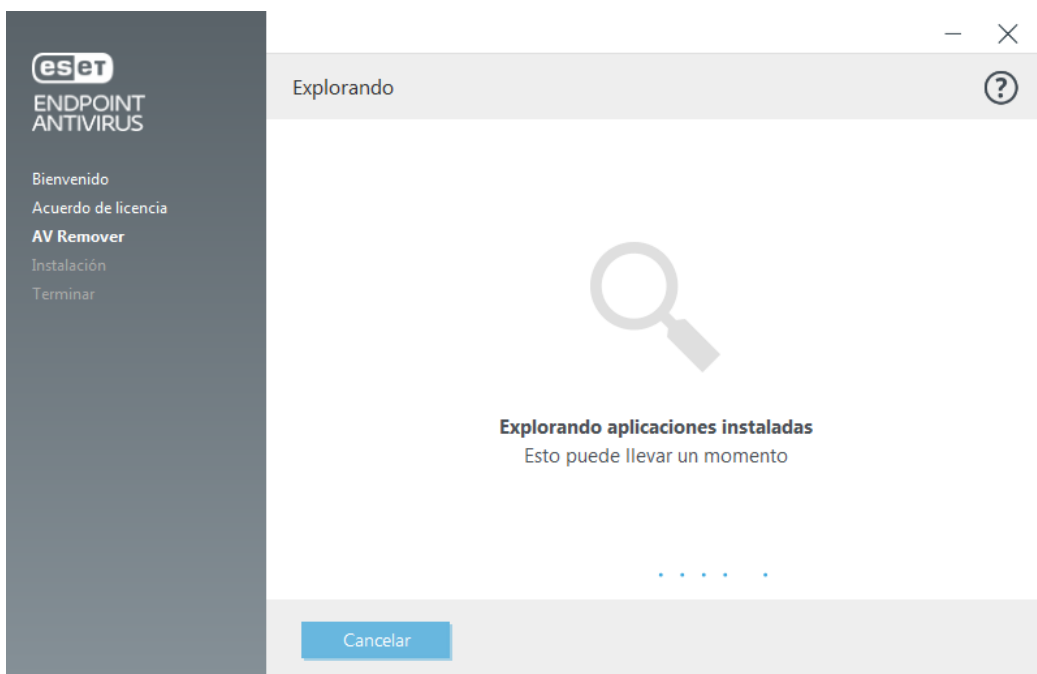 eset
ENDPOINT
ANTIVIRUS
Bienvenido
Acuerdo de licencia
AV Remover
Instalación
Terminar
Explorando
?
Explorando aplicaciones instaladas
Esto puede llevar un momento
Cancelar